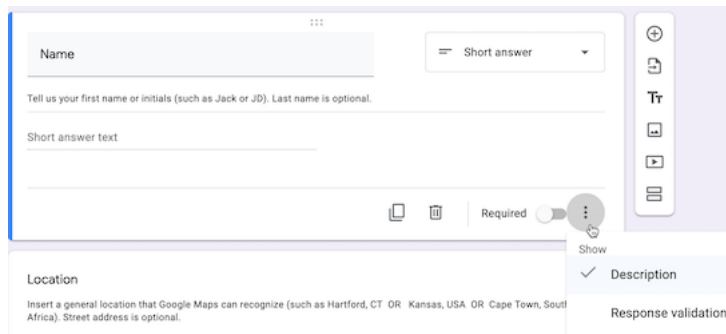 Name
Short answer
Tell us your first name or initials (such as Jack or JD). Last name is optional.
Short answer text
Required
Show
Description
Response validation
Location
Insert a general location that Google Maps can recognize (such as Hartford, CT OR Kansas, USA OR Cape Town, South
Africa). Street address is optional.
Tт